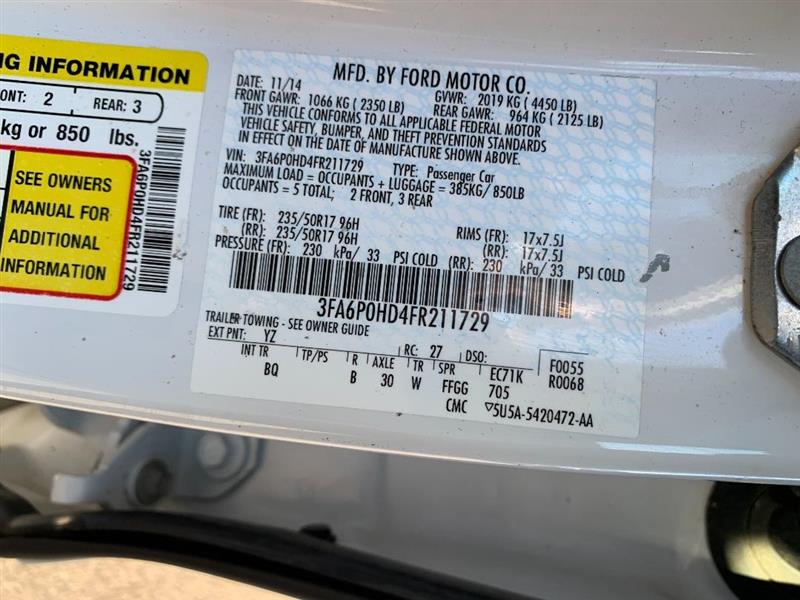 NG INFORMATION
ONT: 2 REAR: 3
kg or 850 lbs.
SEE OWNERS
MANUAL FOR
ADDITIONAL
INFORMATION
3FA6P0HD4FR211729
MFD. BY FORD MOTOR CO.
DATE: 11/14 GVWR: 2019 KG ( 4450 LB)
FRONT GAWR: 1066 KG ( 2350 LB) REAR GAWR: 964 KG ( 2125 LB)
THIS VEHICLE CONFORMS TO ALL APPLICABLE FEDERAL MOTOR
VEHICLE SAFETY, BUMPER, AND THEFT PREVENTION STANDARDS
IN EFFECT ON THE DATE OF MANUFACTURE SHOWN ABOVE.
VIN: 3FA6P0HD4FR211729 TYPE: Passenger Car
MAXIMUM LOAD = OCCUPANTS + LUGGAGE = 385KG/850LB
OCCUPANTS = 5 TOTAL; 2 FRONT, 3 REAR
TIRE (FR): 235/50R17 96H RIMS (FR): 17x7.5J
(RR): 235/50R17 96H (RR): 17x7.5J
PRESSURE (FR): 230 kPa/ 33 PSI COLD (RR): 230 kPa/33 PSI COLD
3FA6P0HD4FR211729
TRAILER TOWING - SEE OWNER GUIDE
EXT PNT: YZ RC: 27 DSO: F0055
INT TR TP/PS R AXLE TR SPR EC71K R0068
BQ B 30 W FFGG 705
CMC ▽5U5A-5420472-AA